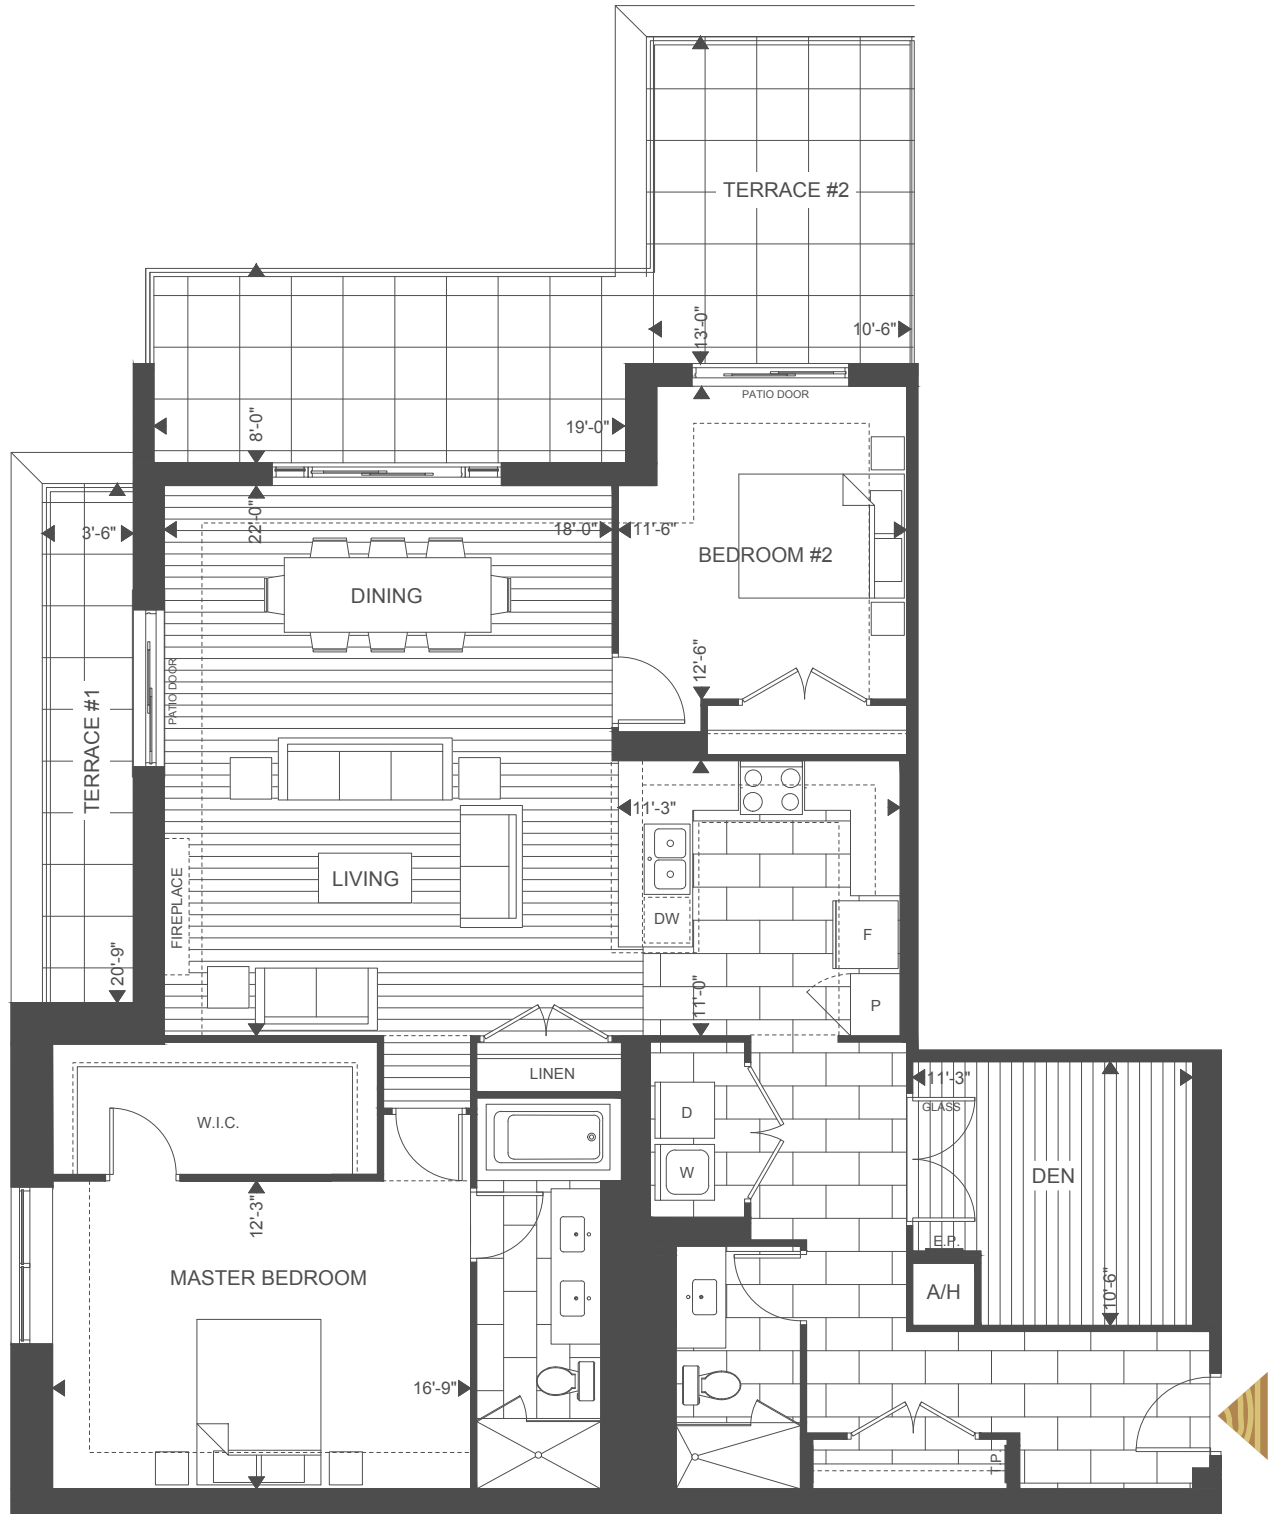 TERRACE #2
13'-0"
10'-6"
PATIO DOOR
8'-0"
19'-0"
3'-6"
22'-0"
18'-0"
11'-6"
BEDROOM #2
DINING
12'-6"
PATIO DOOR
TERRACE #1
11'-3"
LIVING
FIREPLACE
DW
F
20'-9"
11'-0"
P
LINEN
W.I.C.
D
W
11'-3"
GLASS
DEN
12'-3"
E.P.
MASTER BEDROOM
A/H
10'-6"
16'-9"
T.P.